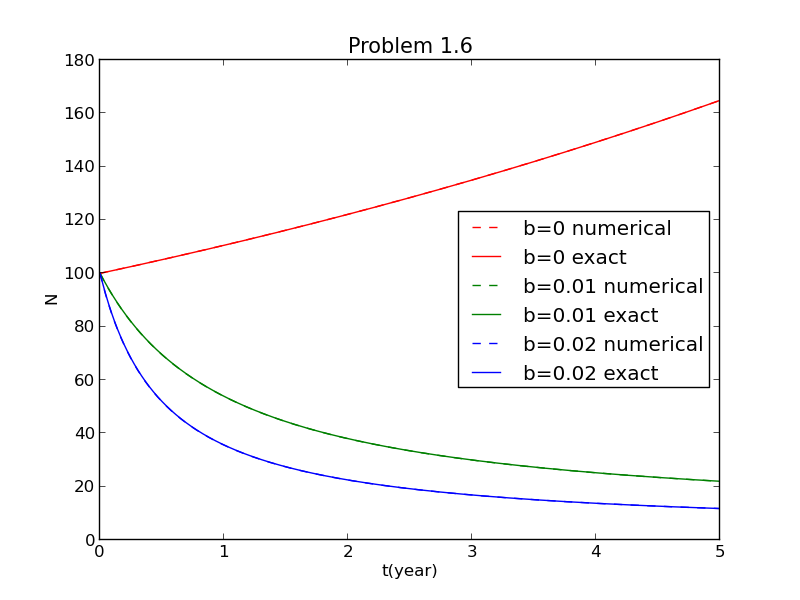 Problem 1.6
180
160
140
120
100
80
60
40
20
0
N
b=0 numerical
b=0 exact
b=0.01 numerical
b=0.01 exact
b=0.02 numerical
b=0.02 exact
0 1 2 3 4 5
t(year)